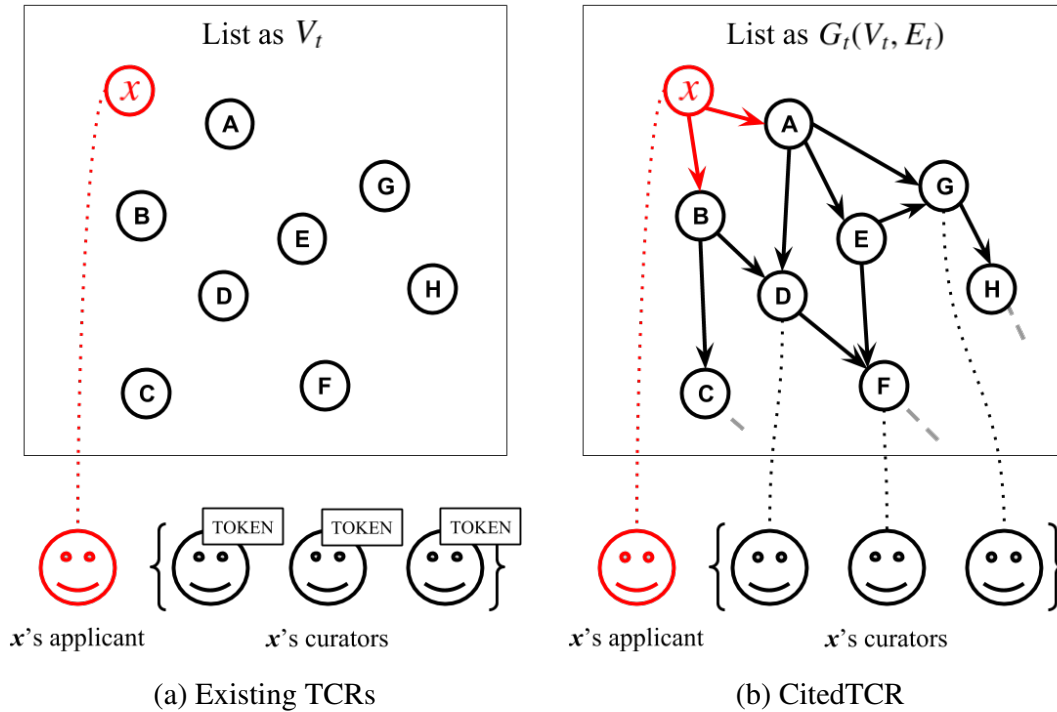 List as Vₜ
x
A
G
B
E
D
H
C
F
TOKEN TOKEN TOKEN
{ }
x's applicant x's curators
(a) Existing TCRs
List as Gₜ(Vₜ, Eₜ)
x
A
G
B
E
D
H
F
C
{ }
x's applicant x's curators
(b) CitedTCR